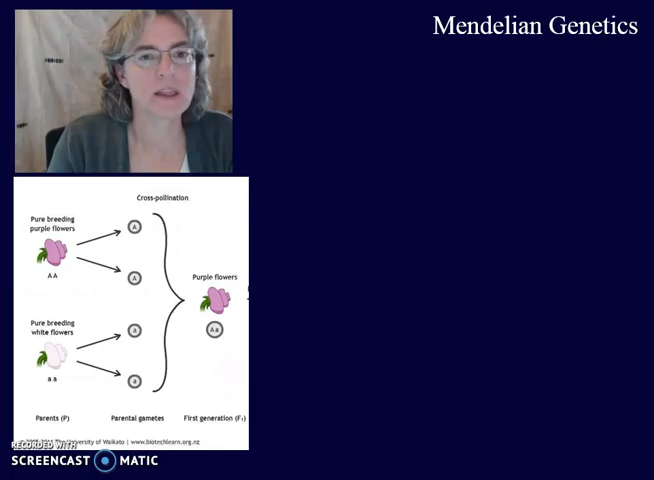 Mendelian Genetics
Cross-pollination
Pure breeding
purple flowers
A
A A
A
Purple flowers
Pure breeding
white flowers
a
A a
a a
a
Parents (P)
Parental gametes
First generation (F₁)
The University of Waikato | www.biotechlearn.org.nz
RECORDED WITH
SCREENCAST MATIC